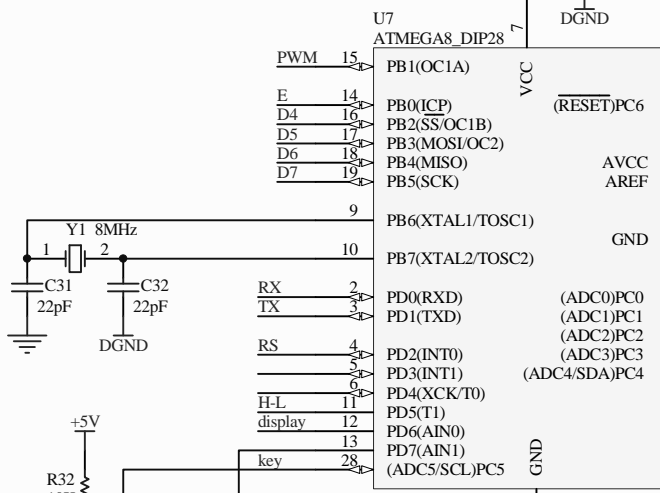 U7
ATMEGA8_DIP28
7
DGND
PWM 15 PB1(OC1A)
VCC
E 14 PB0(ICP) (RESET)PC6
D4 16 PB2(SS/OC1B)
D5 17 PB3(MOSI/OC2)
D6 18 PB4(MISO) AVCC
D7 19 PB5(SCK) AREF
9 PB6(XTAL1/TOSC1)
Y1 8MHz
GND
1 2 10 PB7(XTAL2/TOSC2)
C31 C32
22pF 22pF
RX 2 PD0(RXD) (ADC0)PC0
TX 3 PD1(TXD) (ADC1)PC1
(ADC2)PC2
DGND
RS 4 PD2(INT0) (ADC3)PC3
5 PD3(INT1) (ADC4/SDA)PC4
6 PD4(XCK/T0)
H-L 11 PD5(T1)
+5V
display 12 PD6(AIN0)
13 PD7(AIN1)
key 28 (ADC5/SCL)PC5
GND
R32